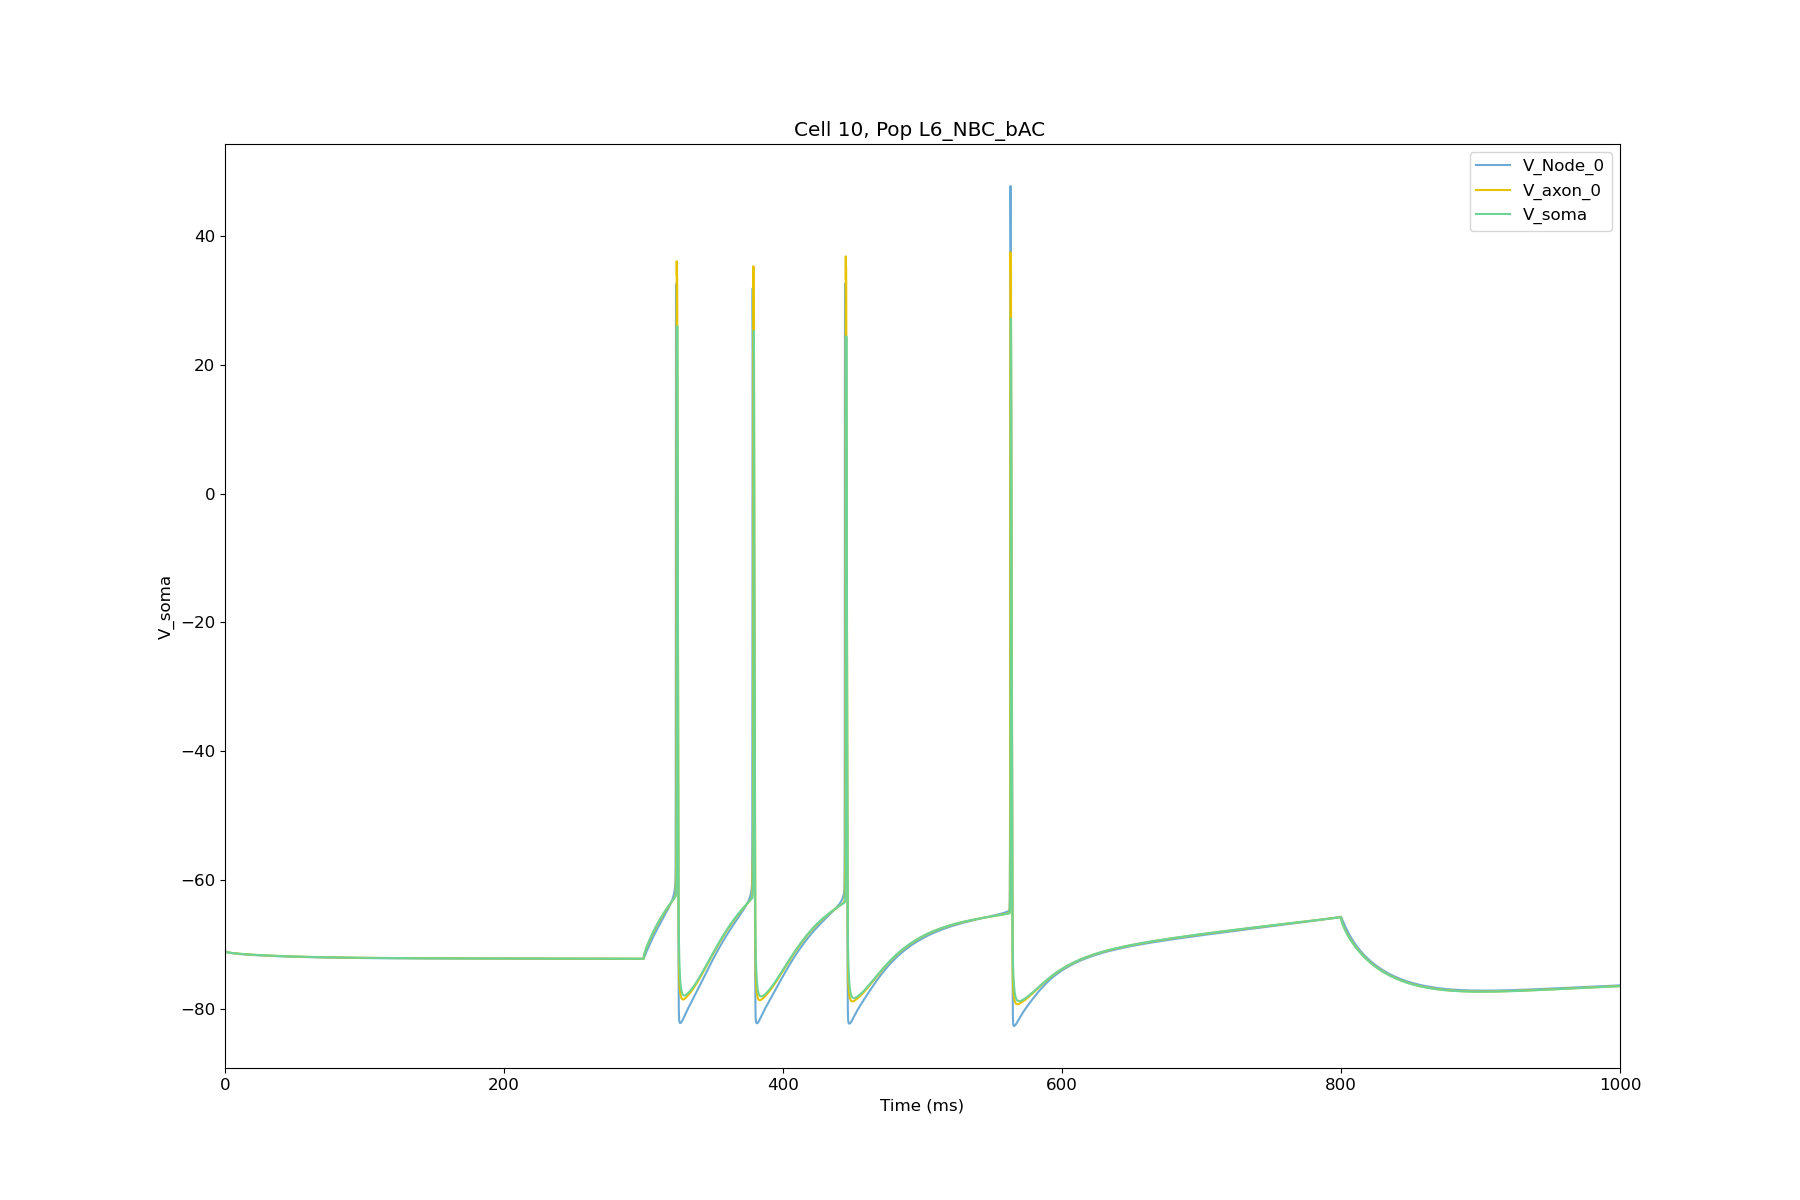 Cell 10, Pop L6_NBC_bAC
V_Node_0
V_axon_0
V_soma
40
20
0
−20
−40
−60
−80
V_soma
0 200 400 600 800 1000
Time (ms)